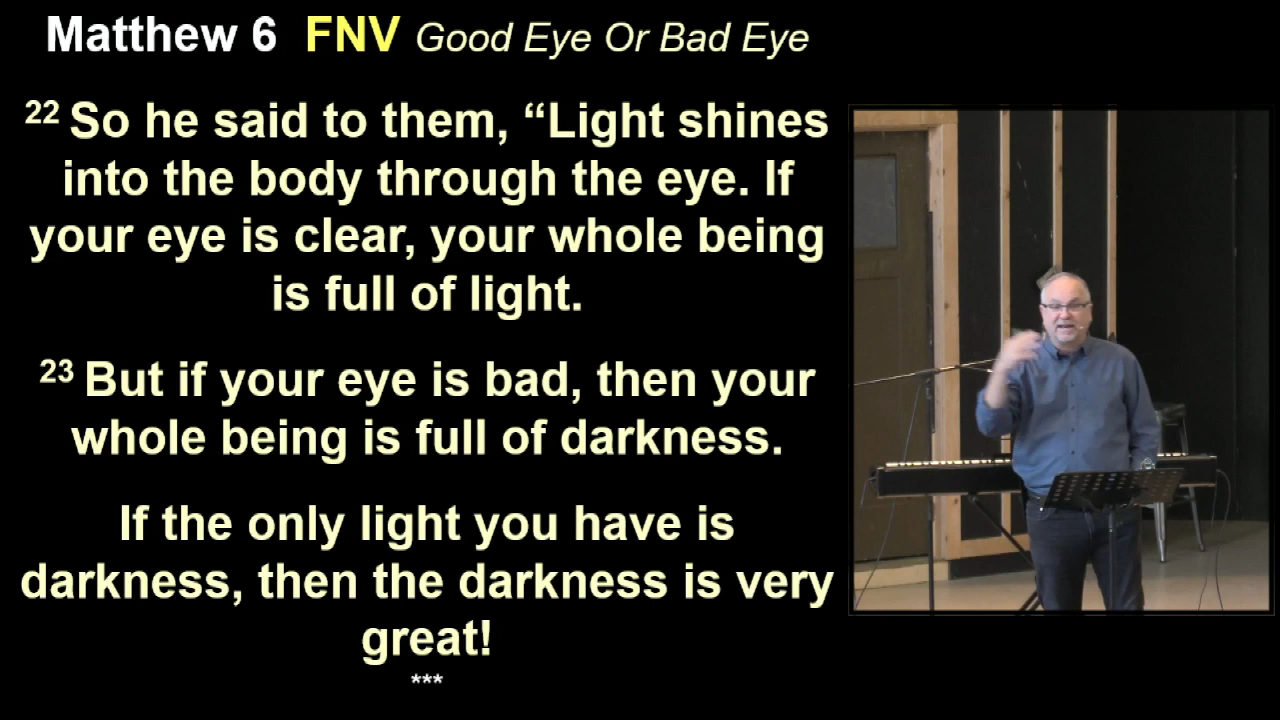 Matthew 6 FNV Good Eye Or Bad Eye
22 So he said to them, “Light shines
into the body through the eye. If
your eye is clear, your whole being
is full of light.
23 But if your eye is bad, then your
whole being is full of darkness.
If the only light you have is
darkness, then the darkness is very
great!
***